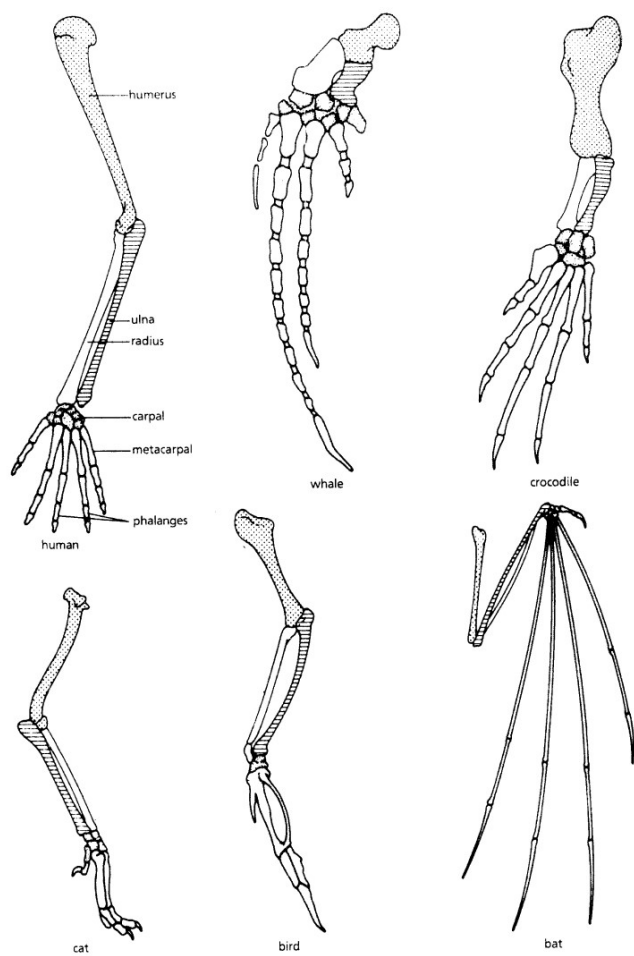 humerus
ulna
radius
carpal
metacarpal
phalanges
human
whale
crocodile
cat
bird
bat